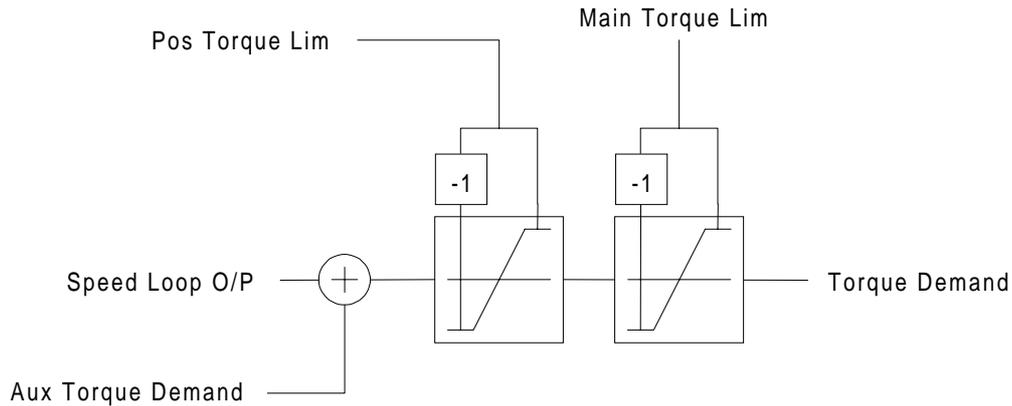 Main Torque Lim
Pos Torque Lim
-1
-1
Speed Loop O/P
Torque Demand
Aux Torque Demand